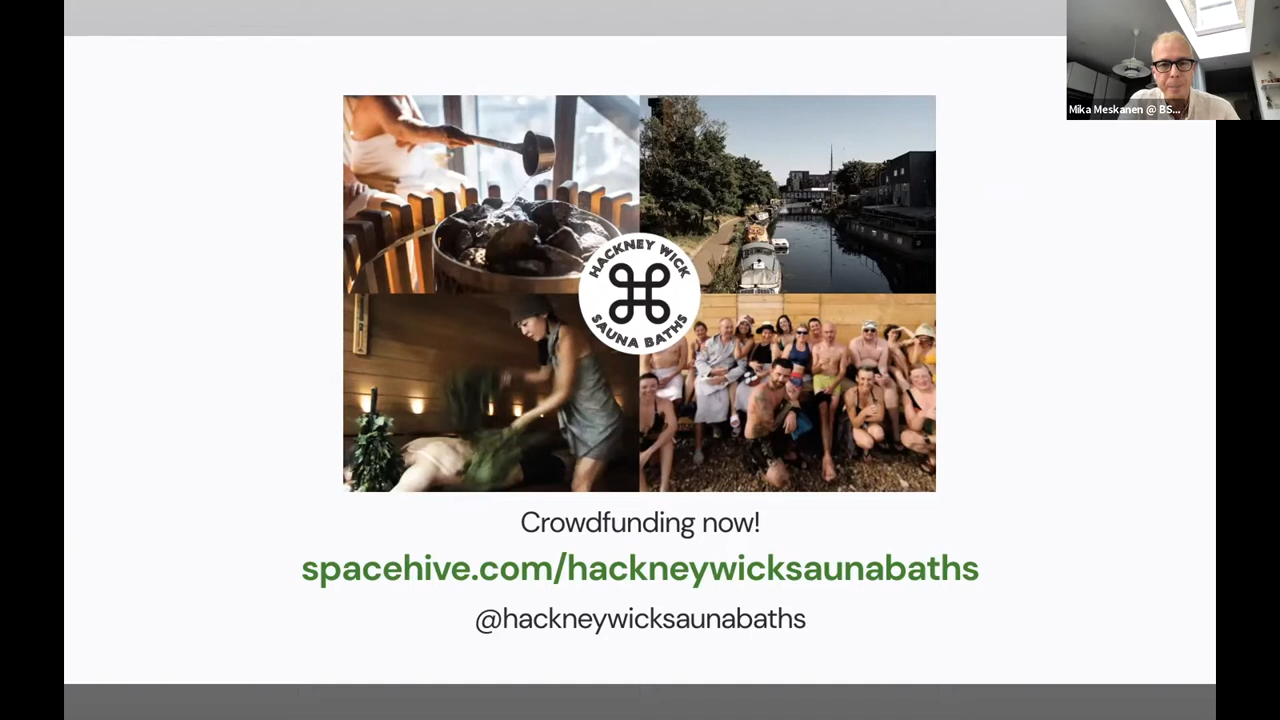 Mika Meskanen @ BS...
HACKNEY WICK
SAUNA BATHS
Crowdfunding now!
spacehive.com/hackneywicksaunabaths
@hackneywicksaunabaths